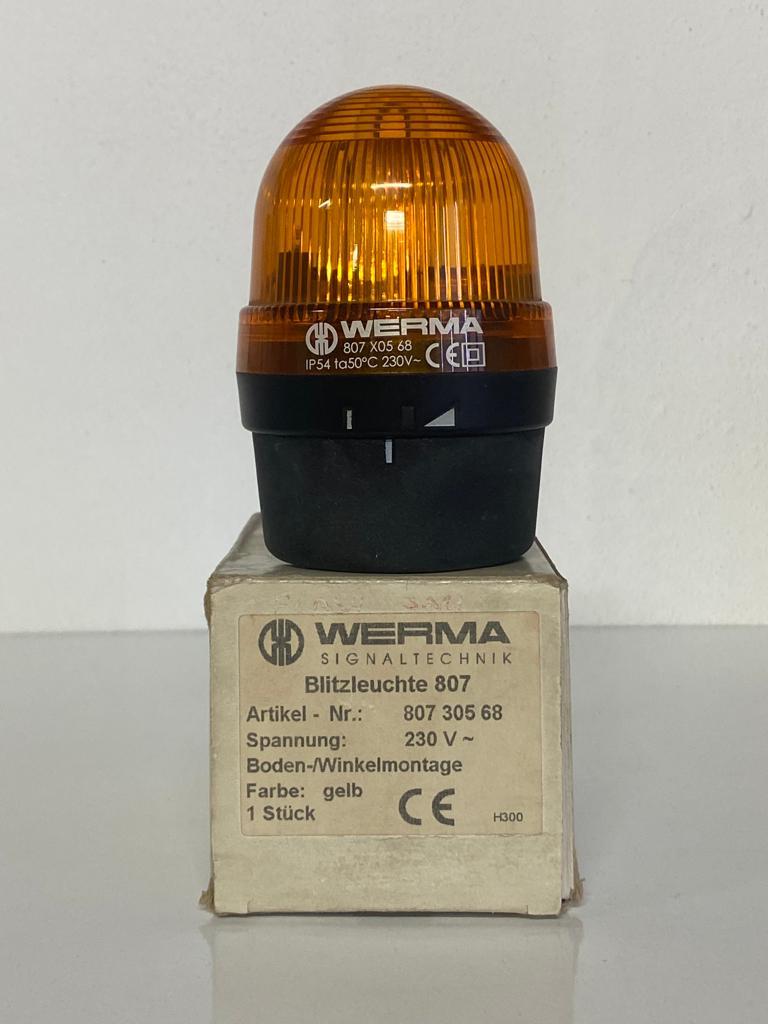 WERMA
807 X05 68
IP54 ta50°C 230V~ CE
WERMA
SIGNALTECHNIK
Blitzleuchte 807
Artikel - Nr.: 807 305 68
Spannung: 230 V ~
Boden-/Winkelmontage
Farbe: gelb
1 Stück CE H300